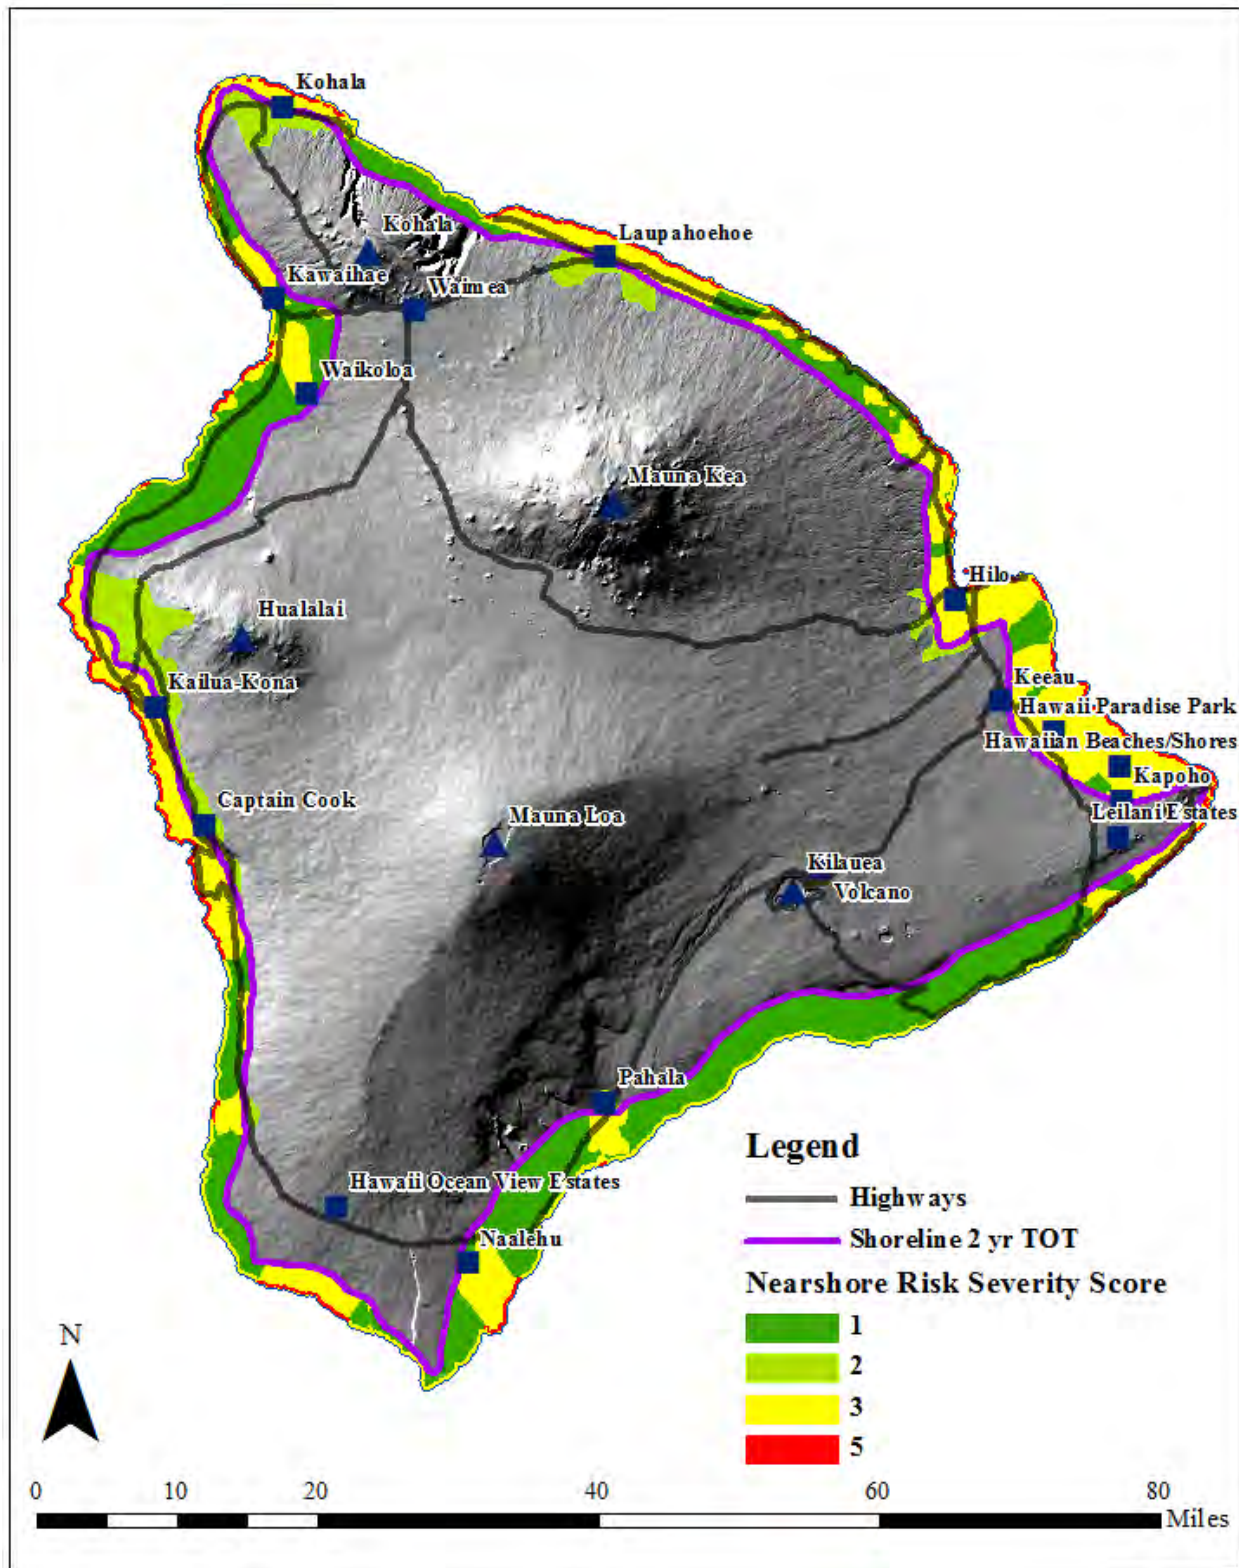 Kohala
Kohala
Laupahoehoe
Kawaihae
Waimea
Waikoloa
Mauna Kea
Hilo
Hualalai
Kailua-Kona
Keeau
Hawaii Paradise Park
Hawaiian Beaches/Shores
Kapoho
Captain Cook
Mauna Loa
Leilani Estates
Kilauea
Volcano
Pahala
Hawaii Ocean View Estates
Naalehu
Legend
Highways
Shoreline 2 yr TOT
Nearshore Risk Severity Score
1
2
3
5
N
0 10 20 40 60 80
Miles